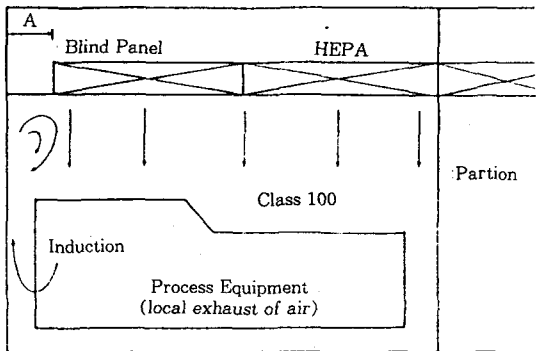 A
Blind Panel
HEPA
Partion
Class 100
Induction
Process Equipment
(local exhaust of air)